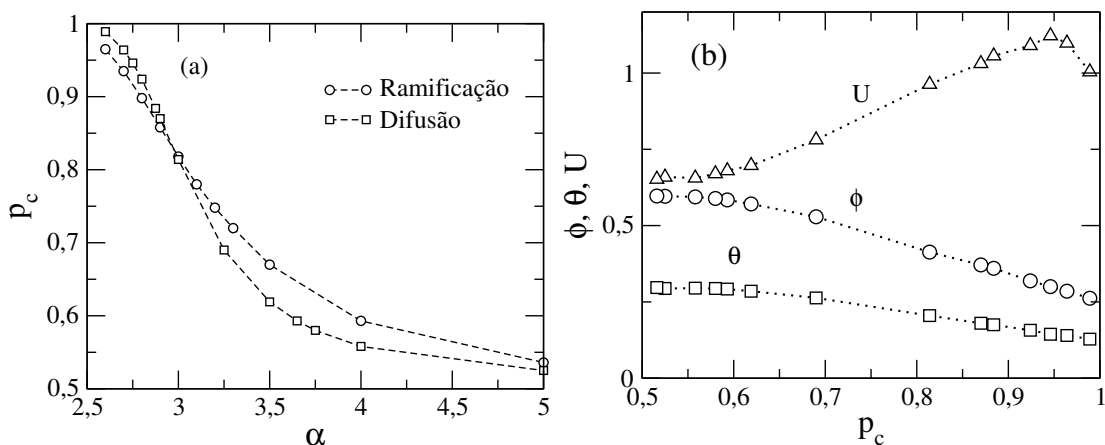 (a)
Ramificação
Difusão
p_c
1
0,9
0,8
0,7
0,6
0,5
2,5
3
3,5
4
4,5
5
α
(b)
U
ϕ
θ
ϕ, θ, U
1
0,5
0
0,5
0,6
0,7
0,8
0,9
1
p_c